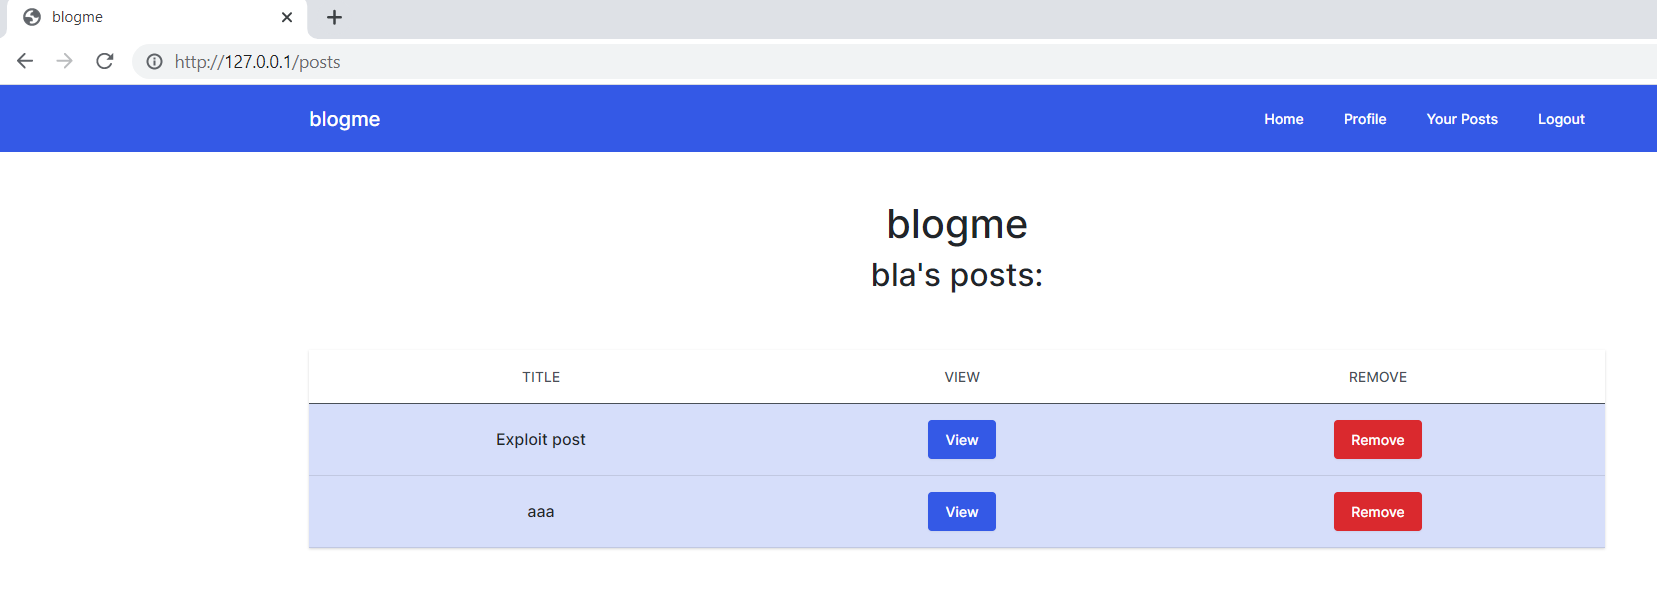 blogme
http://127.0.0.1/posts
blogme Home Profile Your Posts Logout
blogme
bla's posts:
TITLE VIEW REMOVE
Exploit post View Remove
aaa View Remove